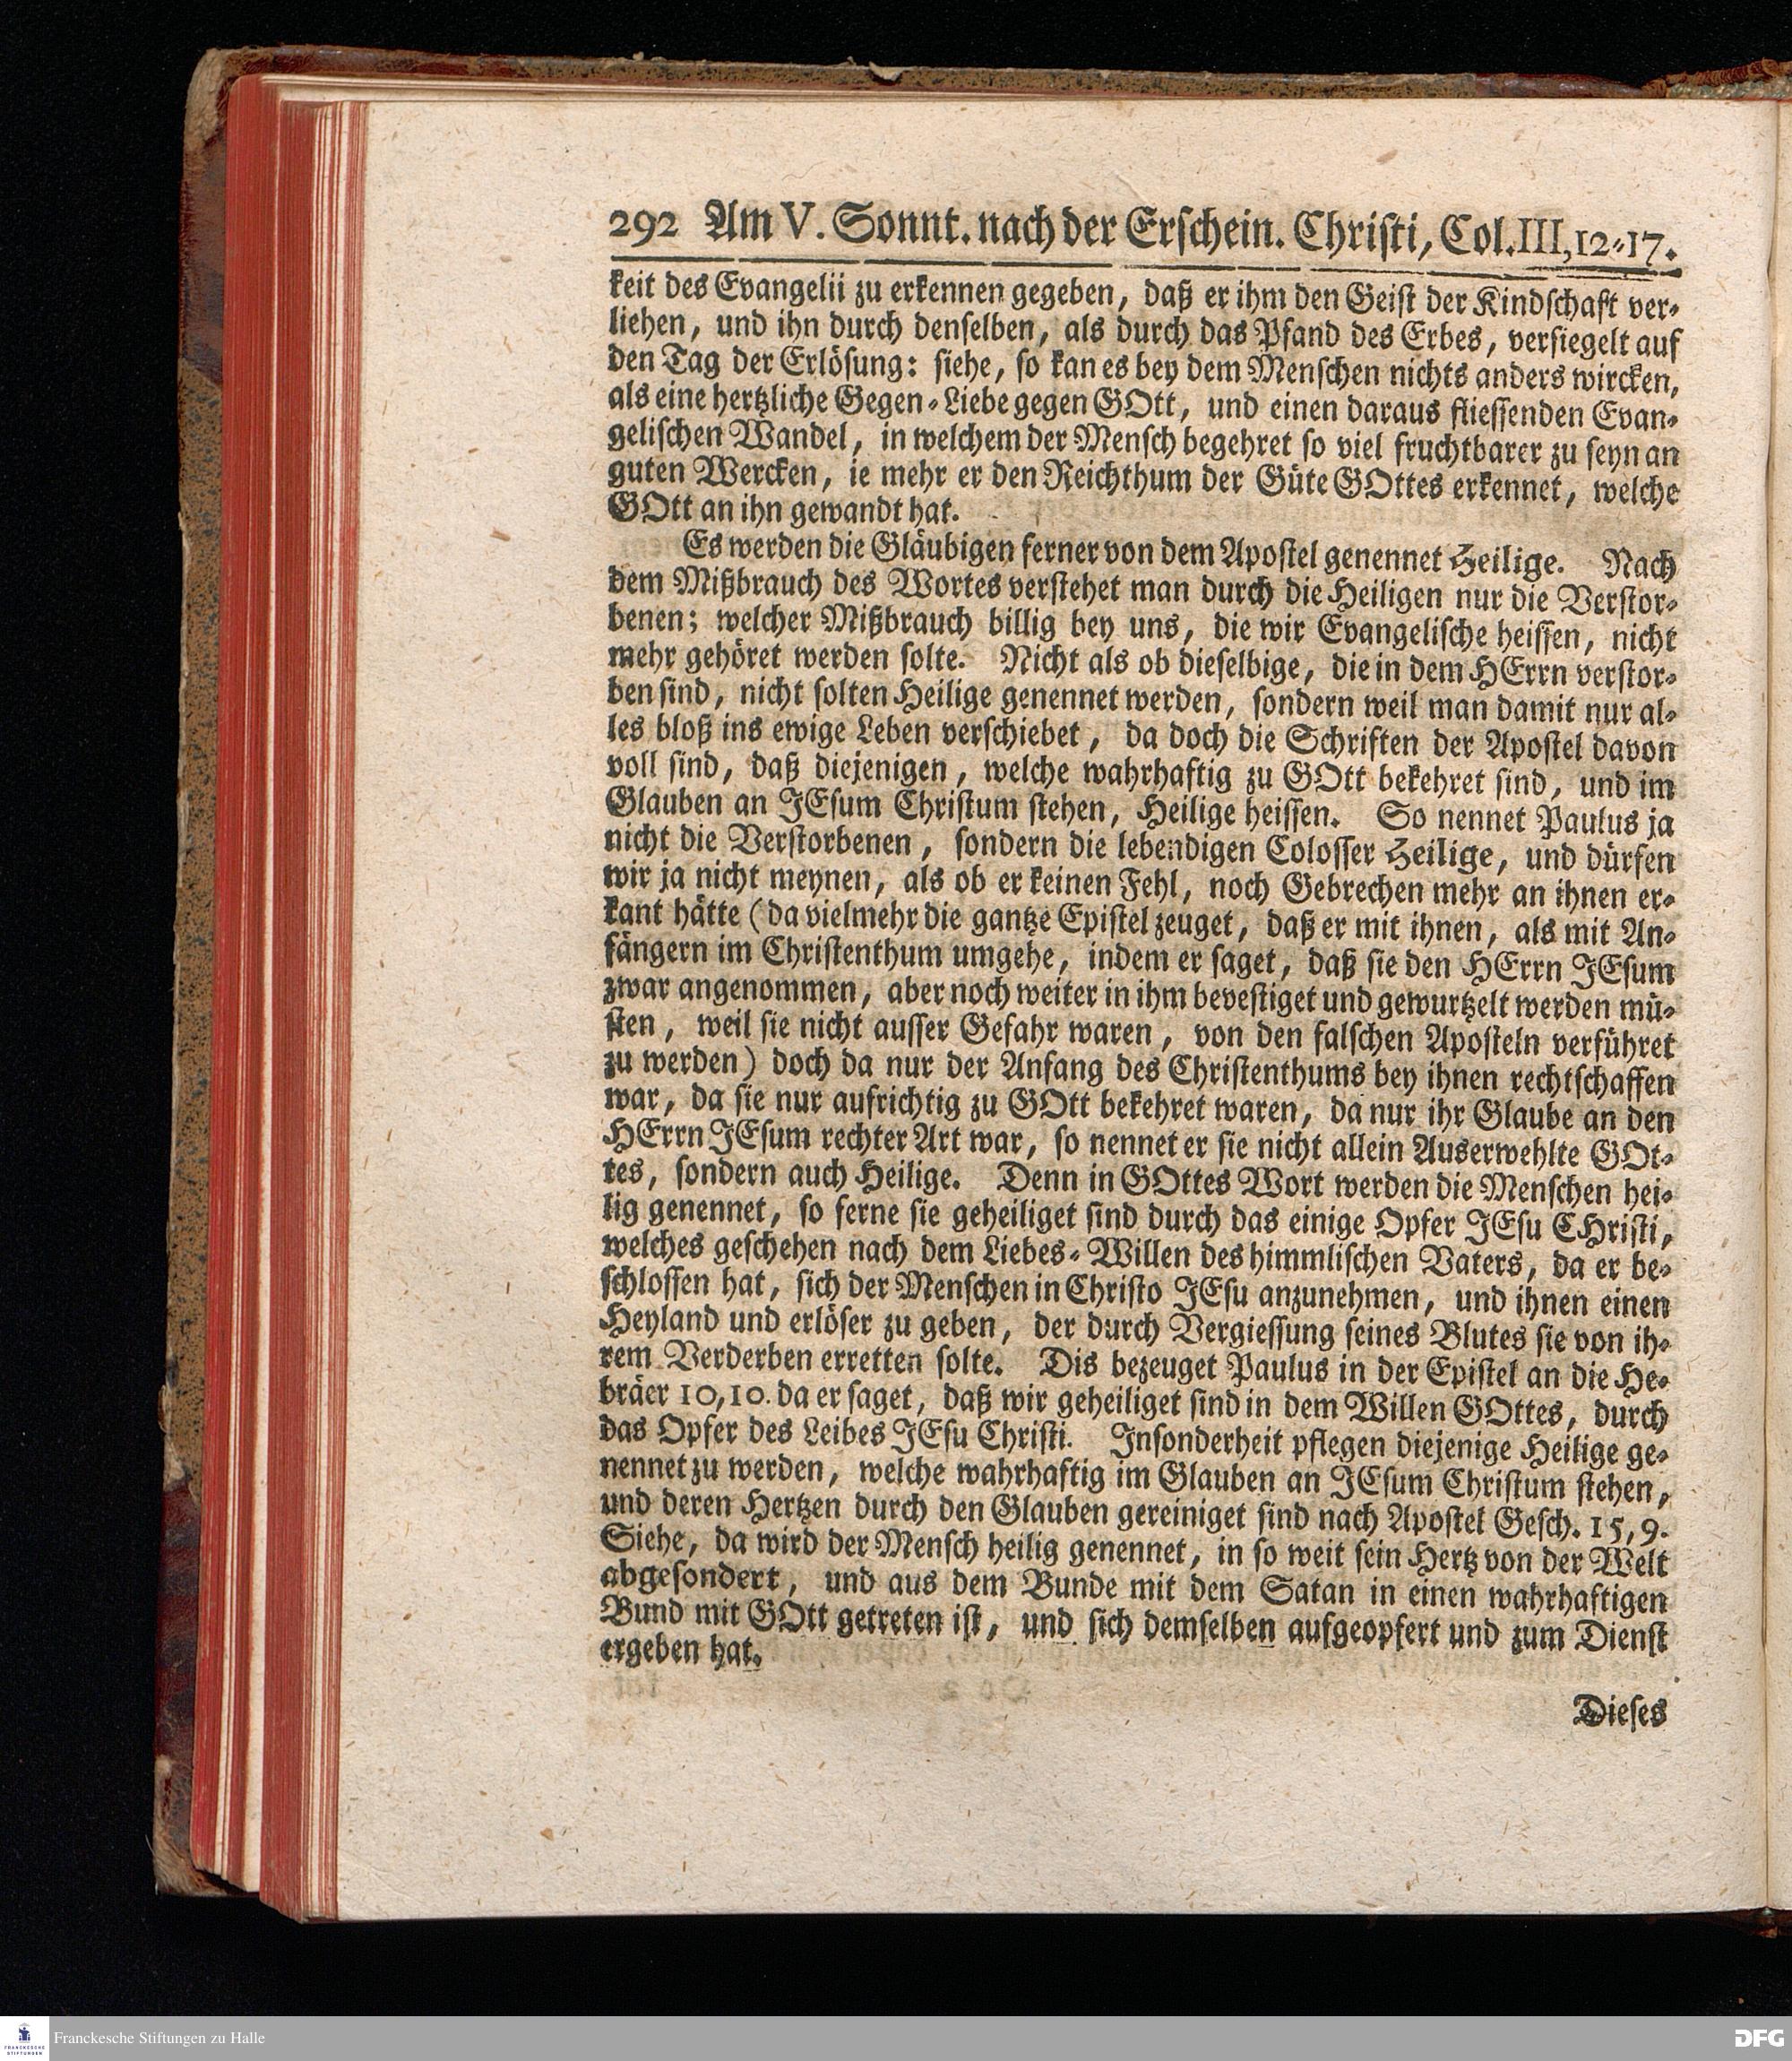 292 Am V. Sonnt. nach der Erschein. Christi, Col. III, 12-17.
keit des Evangelii zu erkennen gegeben, daß er ihm den Geist der Kindschaft ver-
liehen, und ihn durch denselben, als durch das Pfand des Erbes, versiegelt auf
den Tag der Erlösung: siehe, so kan es bey dem Menschen nichts anders wircken,
als eine hertzliche Gegen-Liebe gegen GOtt, und einen daraus fliessenden Evan-
gelischen Wandel, in welchem der Mensch begehret so viel fruchtbarer zu seyn an
guten Wercken, ie mehr er den Reichthum der Güte GOttes erkennet, welche
GOtt an ihn gewandt hat.
Es werden die Gläubigen ferner von dem Apostel genennet Heilige. Nach
dem Mißbrauch des Wortes verstehet man durch die Heiligen nur die Verstor-
benen; welcher Mißbrauch billig bey uns, die wir Evangelische heissen, nicht
mehr gehöret werden solte. Nicht als ob dieselbige, die in dem HErrn verstor-
ben sind, nicht solten Heilige genennet werden, sondern weil man damit nur al-
les bloß ins ewige Leben verschiebet, da doch die Schriften der Apostel davon
voll sind, daß diejenigen, welche wahrhaftig zu GOtt bekehret sind, und im
Glauben an JEsum Christum stehen, Heilige heissen. So nennet Paulus ja
nicht die Verstorbenen, sondern die lebendigen Colosser Heilige, und dürfen
wir ja nicht meynen, als ob er keinen Fehl, noch Gebrechen mehr an ihnen er-
kant hätte (da vielmehr die gantze Epistel zeuget, daß er mit ihnen, als mit An-
fängern im Christenthum umgehe, indem er saget, daß sie den HErrn JEsum
zwar angenommen, aber noch weiter in ihm bevestiget und gewurtzelt werden mü-
sten, weil sie nicht ausser Gefahr waren, von den falschen Aposteln verführet
zu werden) doch da nur der Anfang des Christenthums bey ihnen rechtschaffen
war, da sie nur aufrichtig zu GOtt bekehret waren, da nur ihr Glaube an den
HErrn JEsum rechter Art war, so nennet er sie nicht allein Auserwehlte GOt-
tes, sondern auch Heilige. Denn in GOttes Wort werden die Menschen hei-
lig genennet, so ferne sie geheiliget sind durch das einige Opfer JEsu CHristi,
welches geschehen nach dem Liebes-Willen des himmlischen Vaters, da er be-
schlossen hat, sich der Menschen in Christo JEsu anzunehmen, und ihnen einen
Heyland und erlöser zu geben, der durch Vergiessung seines Blutes sie von ih-
rem Verderben erretten solte. Dis bezeuget Paulus in der Epistel an die He-
bräer 10,10. da er saget, daß wir geheiliget sind in dem Willen GOttes, durch
das Opfer des Leibes JEsu Christi. Insonderheit pflegen diejenige Heilige ge-
nennet zu werden, welche wahrhaftig im Glauben an JEsum Christum stehen,
und deren Hertzen durch den Glauben gereiniget sind nach Apostel Gesch. 15, 9.
Siehe, da wird der Mensch heilig genennet, in so weit sein Hertz von der Welt
abgesondert, und aus dem Bunde mit dem Satan in einen wahrhaftigen
Bund mit GOtt getreten ist, und sich demselben aufgeopfert und zum Dienst
ergeben hat.
Dieses
FRANCKESCHE STIFTUNGEN
Franckesche Stiftungen zu Halle
DFG